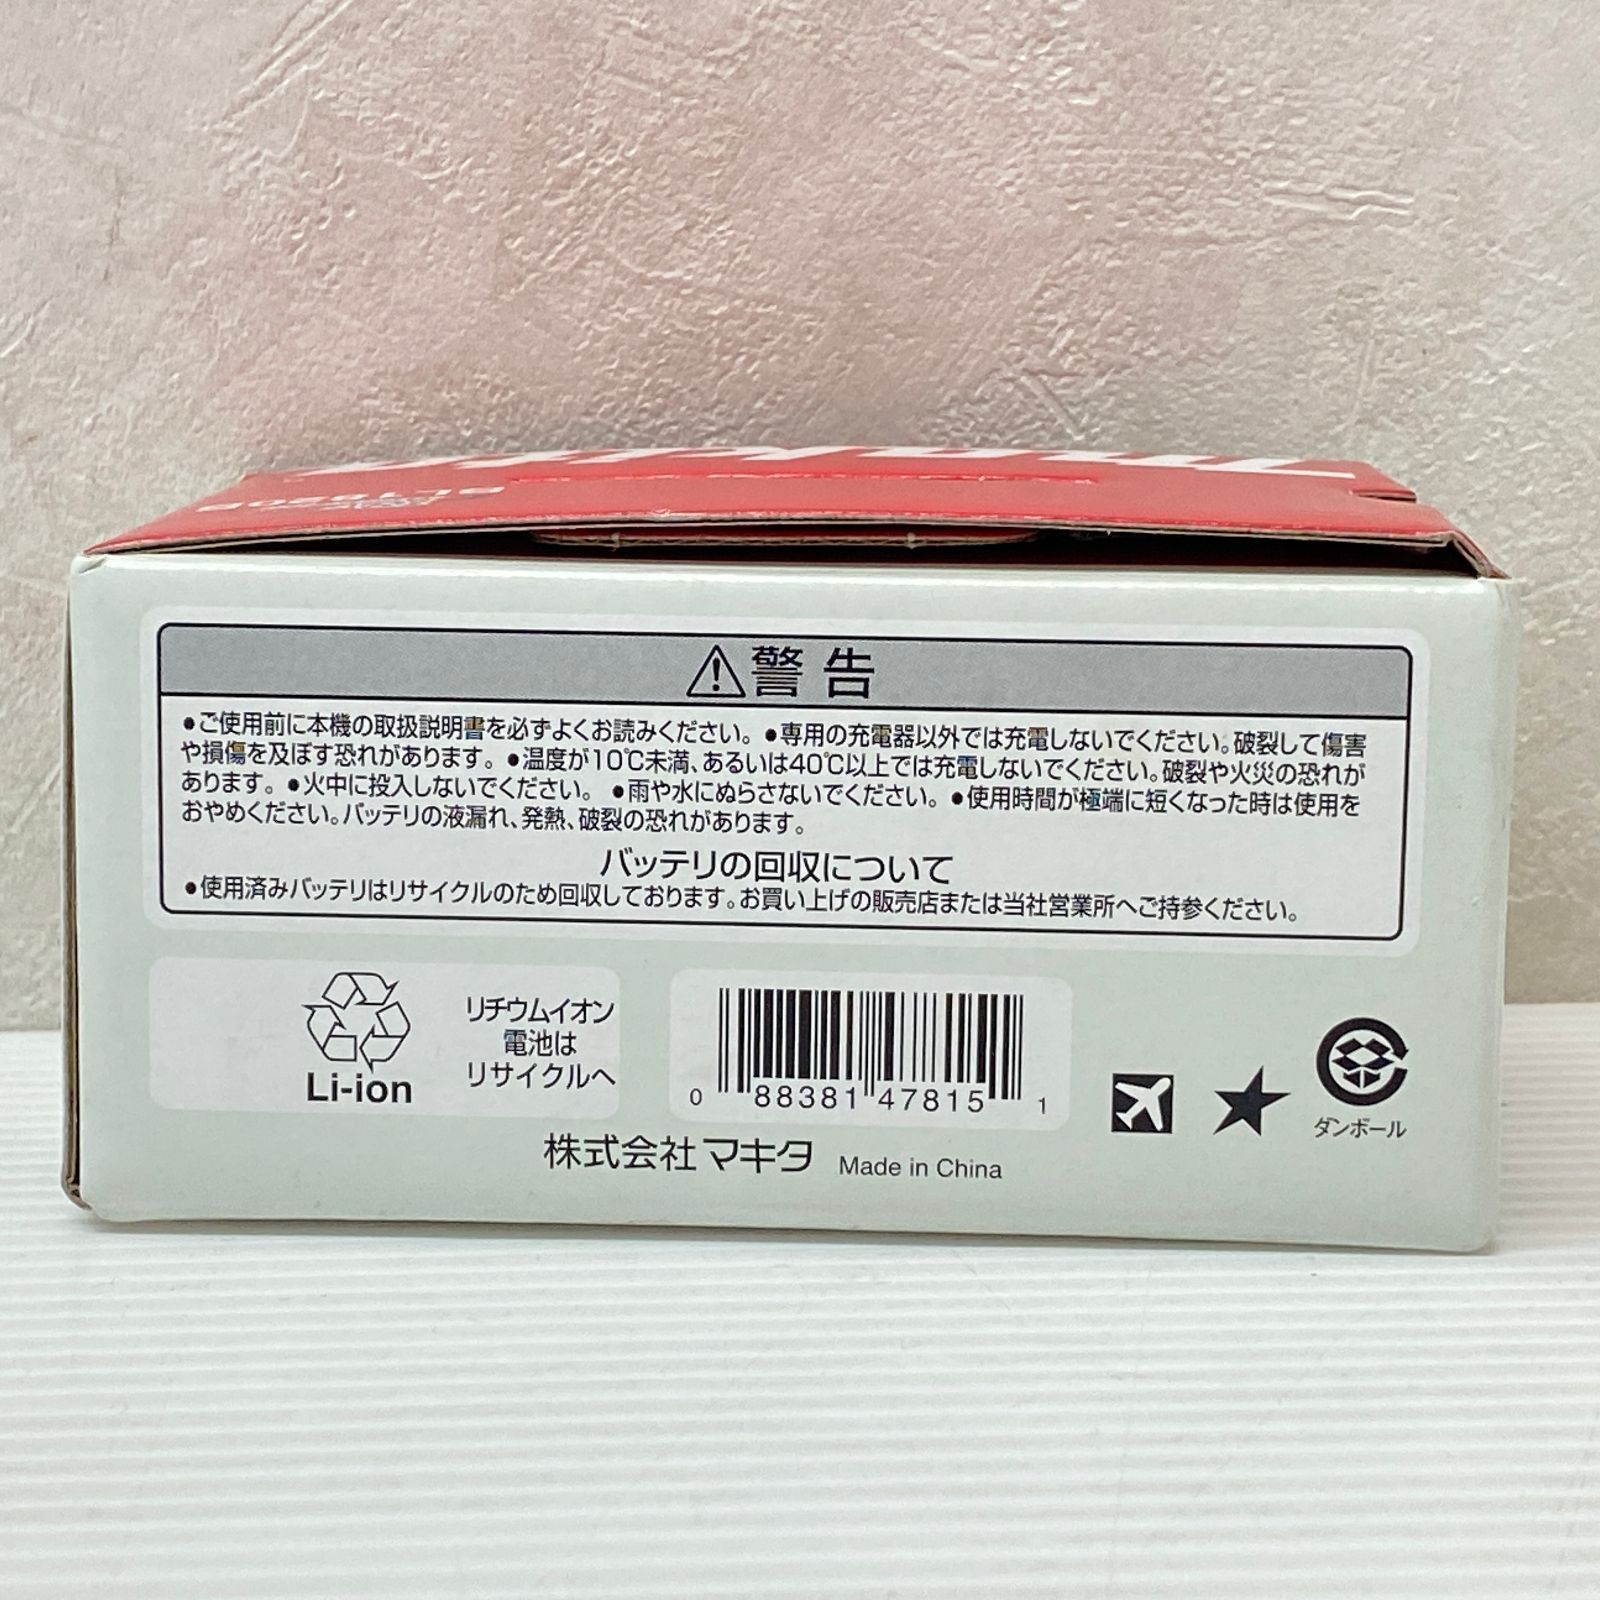 makita
BL1820B
⚠警告
●ご使用前に本機の取扱説明書を必ずよくお読みください。●専用の充電器以外では充電しないでください。破裂して傷害
や損傷を及ぼす恐れがあります。●温度が10℃未満、あるいは40℃以上では充電しないでください。破裂や火災の恐れが
あります。●火中に投入しないでください。●雨や水にぬらさないでください。●使用時間が極端に短くなった時は使用を
おやめください。バッテリの液漏れ、発熱、破裂の恐れがあります。
バッテリの回収について
●使用済みバッテリはリサイクルのため回収しております。お買い上げの販売店または当社営業所へご持参ください。
Li-ion
リチウムイオン
電池は
リサイクルへ
0 88381 47815 1
ダンボール
株式会社マキタ Made in China